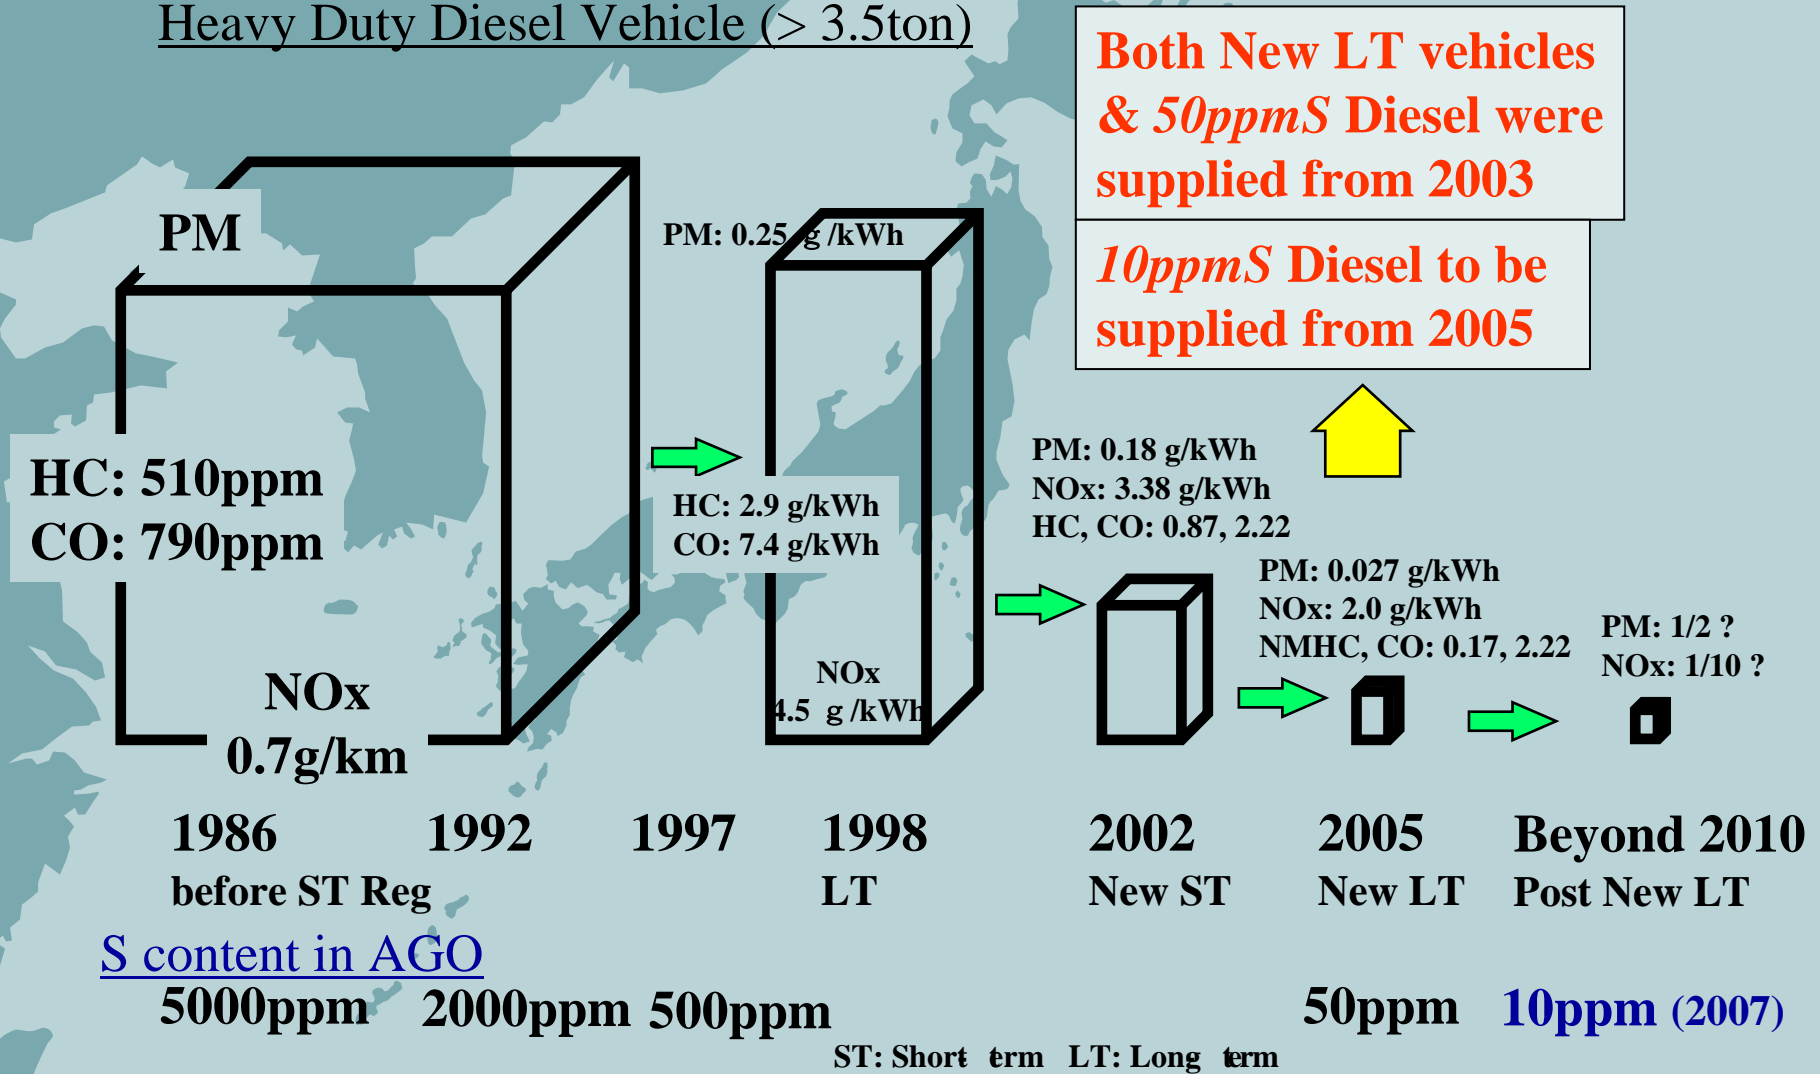 Heavy Duty Diesel Vehicle (> 3.5ton)
Both New LT vehicles
& 50ppmS Diesel were
supplied from 2003
10ppmS Diesel to be
supplied from 2005
PM
PM: 0.25 g /kWh
HC: 510ppm
CO: 790ppm
HC: 2.9 g/kWh
CO: 7.4 g/kWh
PM: 0.18 g/kWh
NOx: 3.38 g/kWh
HC, CO: 0.87, 2.22
PM: 0.027 g/kWh
NOx: 2.0 g/kWh
NMHC, CO: 0.17, 2.22
PM: 1/2 ?
NOx: 1/10 ?
NOx
0.7g/km
NOx
4.5 g /kWh
1986 1992 1997 1998 2002 2005 Beyond 2010
before ST Reg LT New ST New LT Post New LT
S content in AGO
5000ppm 2000ppm 500ppm 50ppm 10ppm (2007)
ST: Short-term LT: Long-term